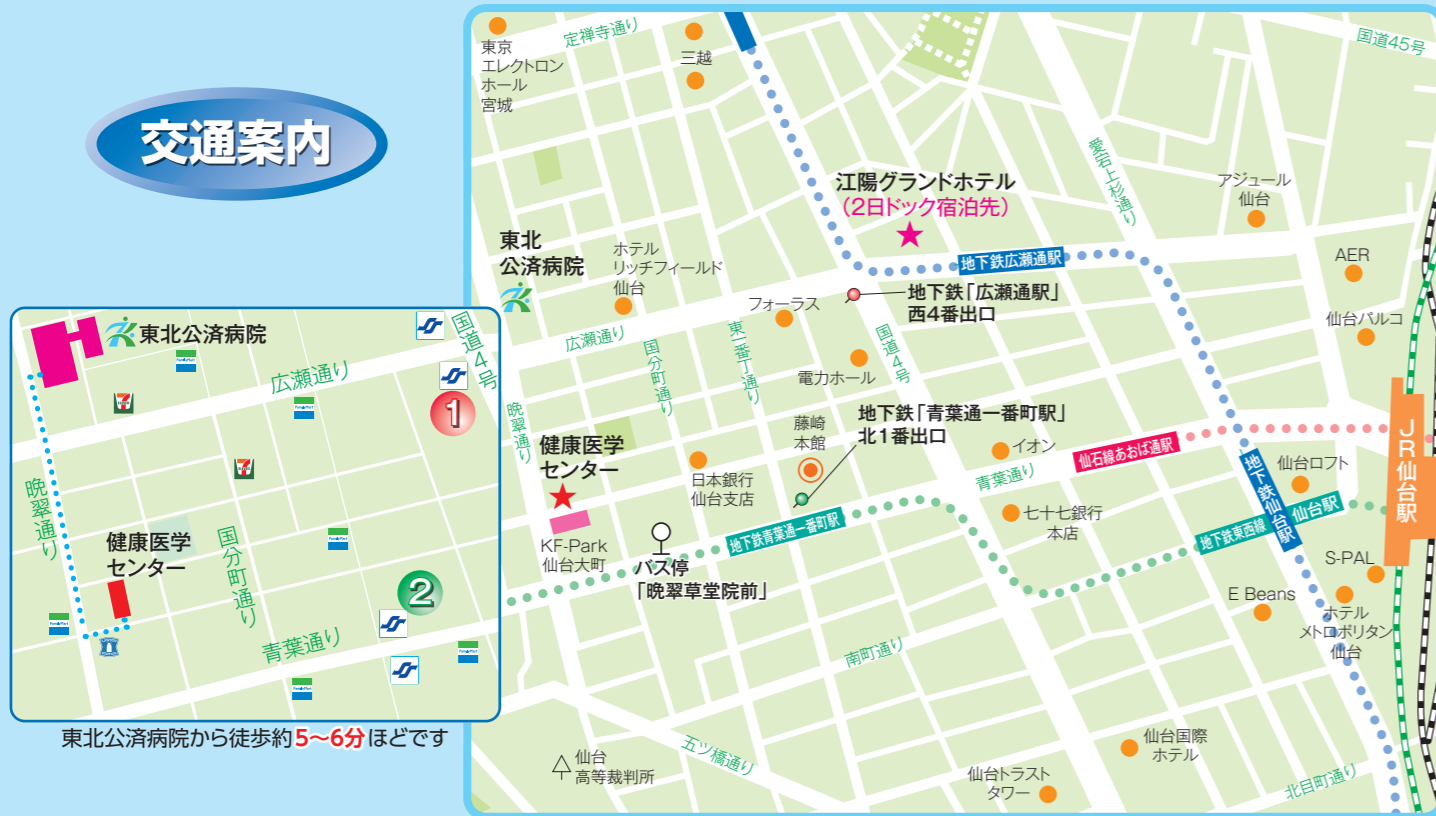 交通案内
東京
エレクトロン
ホール
宮城
定禅寺通り
三越
国道45号
愛宕上杉通り
アジュール
仙台
江陽グランドホテル
(2日ドック宿泊先)
東北
公済病院
ホテル
リッチフィールド
仙台
地下鉄広瀬通駅
AER
地下鉄「広瀬通駅」
西4番出口
フォーラス
仙台パルコ
広瀬通り
国分町通り
東一番丁通り
国道4号
電力ホール
晩翠通り
地下鉄「青葉通一番町駅」
北1番出口
藤崎
本館
健康医学
センター
イオン
仙石線あおば通駅
JR仙台駅
日本銀行
仙台支店
青葉通り
仙台ロフト
地下鉄仙台駅
七十七銀行
本店
地下鉄東西線
仙台駅
地下鉄青葉通一番町駅
KF-Park
仙台大町
バス停
「晩翠草堂院前」
S-PAL
E Beans
ホテル
メトロポリタン
仙台
南町通り
五ツ橋通り
仙台
高等裁判所
仙台国際
ホテル
仙台トラスト
タワー
北目町通り
東北公済病院
国道4号
広瀬通り
1
晩翠通り
国分町通り
健康医学
センター
2
青葉通り
東北公済病院から徒歩約5〜6分ほどです